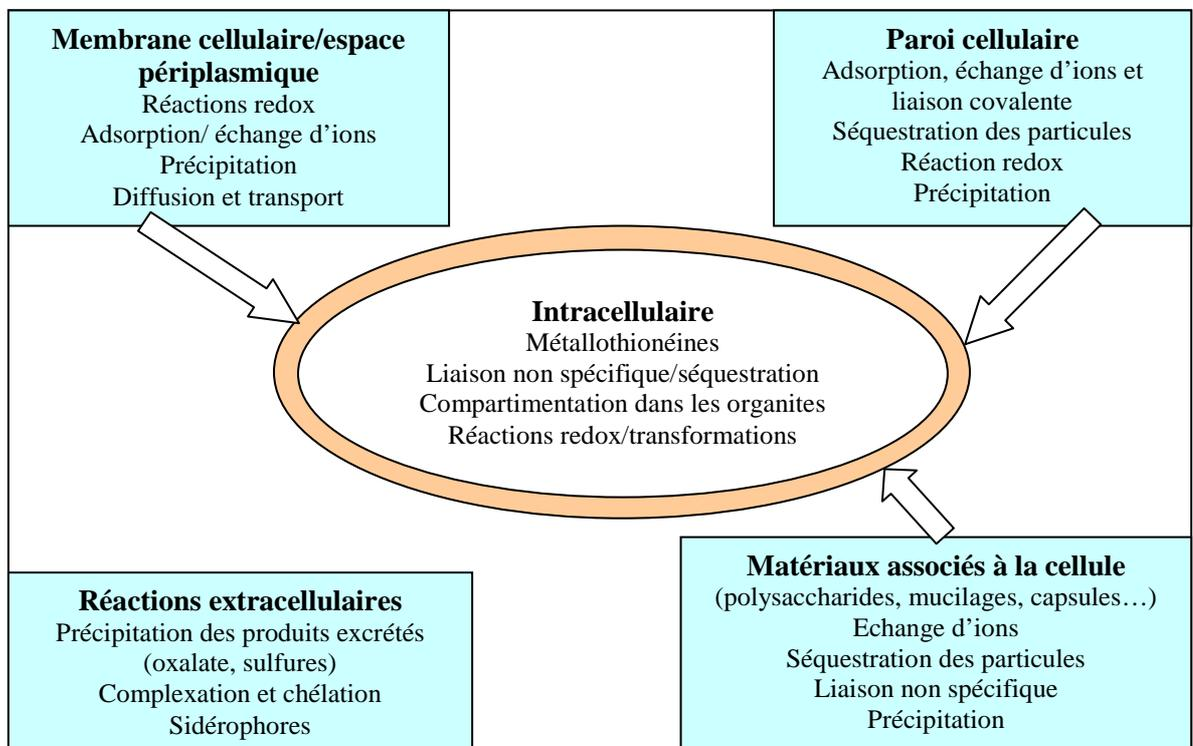 Membrane cellulaire/espace
périplasmique
Réactions redox
Adsorption/ échange d’ions
Précipitation
Diffusion et transport
Paroi cellulaire
Adsorption, échange d’ions et
liaison covalente
Séquestration des particules
Réaction redox
Précipitation
Intracellulaire
Métallothionéines
Liaison non spécifique/séquestration
Compartimentation dans les organites
Réactions redox/transformations
Réactions extracellulaires
Précipitation des produits excrétés
(oxalate, sulfures)
Complexation et chélation
Sidérophores
Matériaux associés à la cellule
(polysaccharides, mucilages, capsules…)
Echange d’ions
Séquestration des particules
Liaison non spécifique
Précipitation